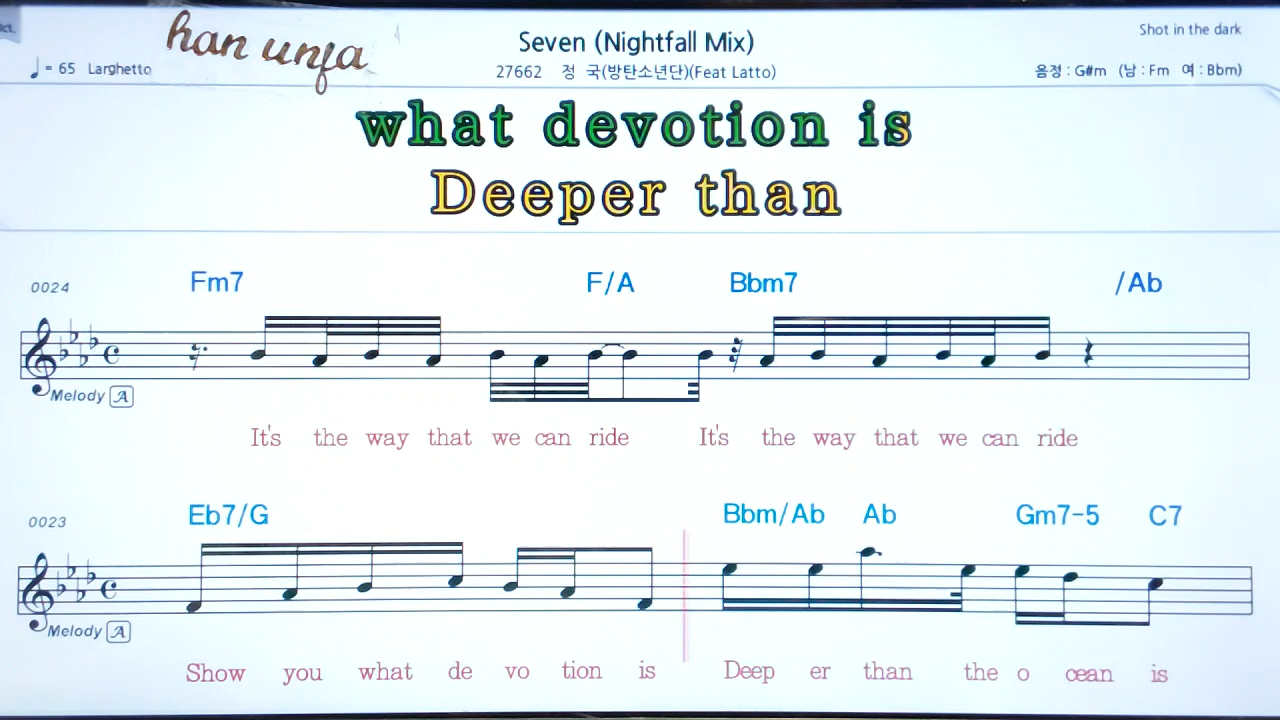 han unfa
Seven (Nightfall Mix)
Shot in the dark
♩= 65 Larghetto
27662 정 국(방탄소년단)(Feat Latto)
음정 : G#m (남 : Fm 여 : Bbm)
what devotion is
Deeper than
0024
Fm7 F/A Bbm7 /Ab
Melody A
It's the way that we can ride It's the way that we can ride
0023
Eb7/G Bbm/Ab Ab Gm7-5 C7
Melody A
Show you what de vo tion is Deep er than the o cean is